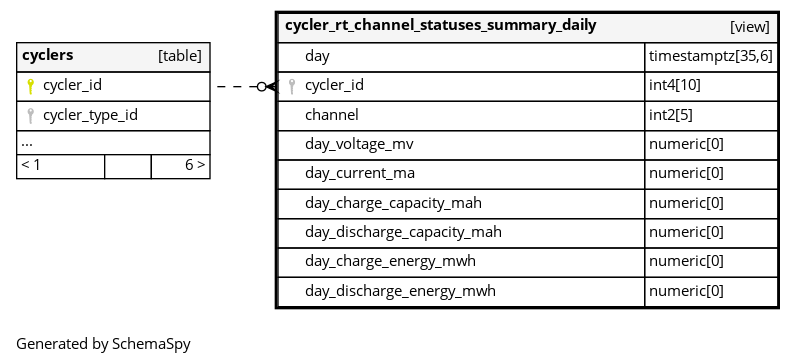 cyclers [table]
cycler_id
cycler_type_id
...
< 1 6 >
cycler_rt_channel_statuses_summary_daily [view]
day timestamptz[35,6]
cycler_id int4[10]
channel int2[5]
day_voltage_mv numeric[0]
day_current_ma numeric[0]
day_charge_capacity_mah numeric[0]
day_discharge_capacity_mah numeric[0]
day_charge_energy_mwh numeric[0]
day_discharge_energy_mwh numeric[0]
Generated by SchemaSpy